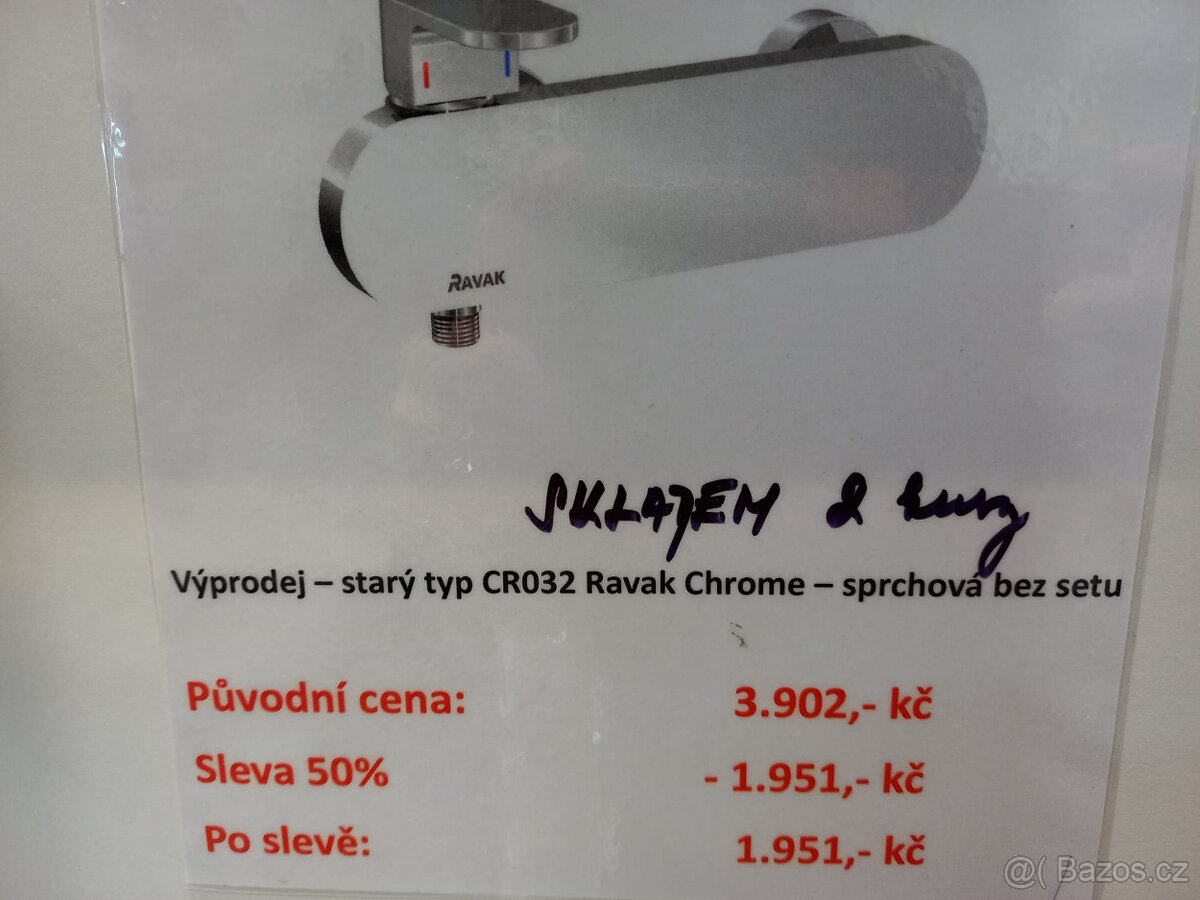 RAVAK
SKLADEM 2 kusy
Výprodej – starý typ CR032 Ravak Chrome – sprchová bez setu
Původní cena: 3.902,- kč
Sleva 50% - 1.951,- kč
Po slevě: 1.951,- kč
@( Bazos.cz